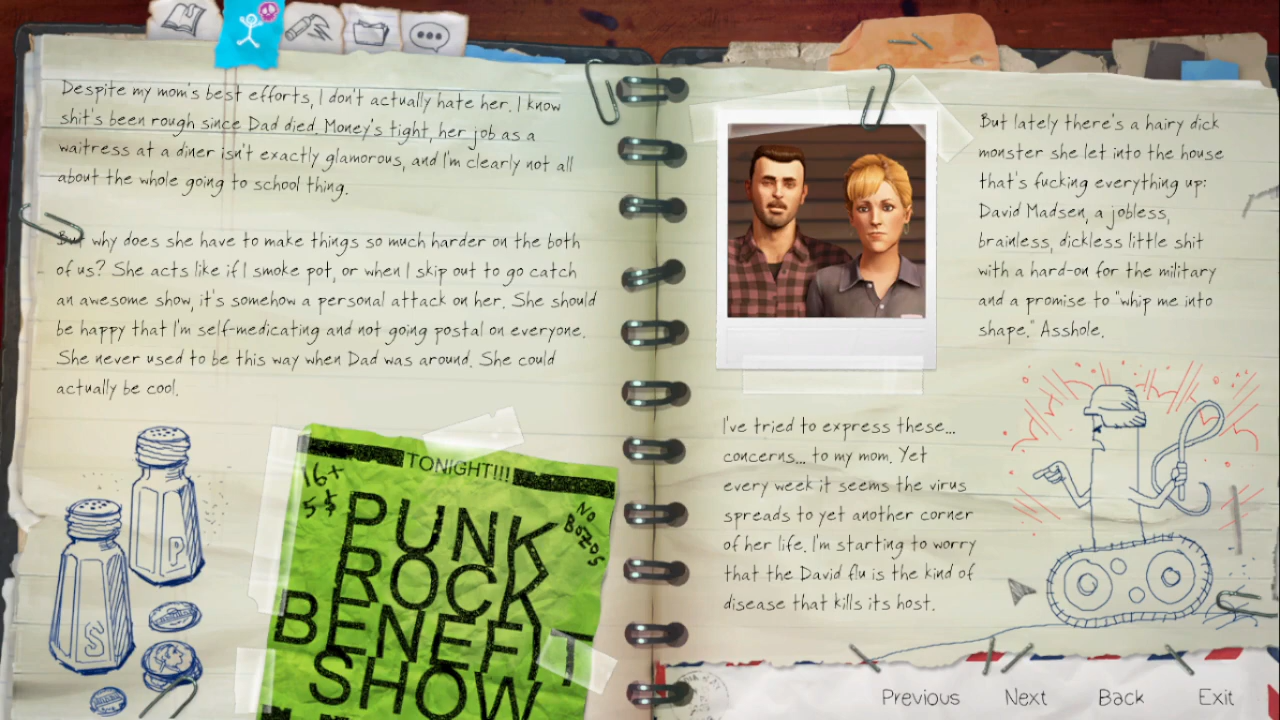 Despite my mom's best efforts, I don't actually hate her. I know
shit's been rough since Dad died. Money's tight, her job as a
waitress at a diner isn't exactly glamorous, and I'm clearly not all
about the whole going to school thing.
But why does she have to make things so much harder on the both
of us? She acts like if I smoke pot, or when I skip out to go catch
an awesome show, it's somehow a personal attack on her. She should
be happy that I'm self-medicating and not going postal on everyone.
She never used to be this way when Dad was around. She could
actually be cool.
P
S
TONIGHT!!!
16+
5$
NO
BOZOS
PUNK
ROCK
BENEFIT
SHOW
But lately there's a hairy dick
monster she let into the house
that's fucking everything up:
David Madsen, a jobless,
brainless, dickless little shit
with a hard-on for the military
and a promise to "whip me into
shape." Asshole.
I've tried to express these...
concerns... to my mom. Yet
every week it seems the virus
spreads to yet another corner
of her life. I'm starting to worry
that the David flu is the kind of
disease that kills its host.
Previous Next Back Exit